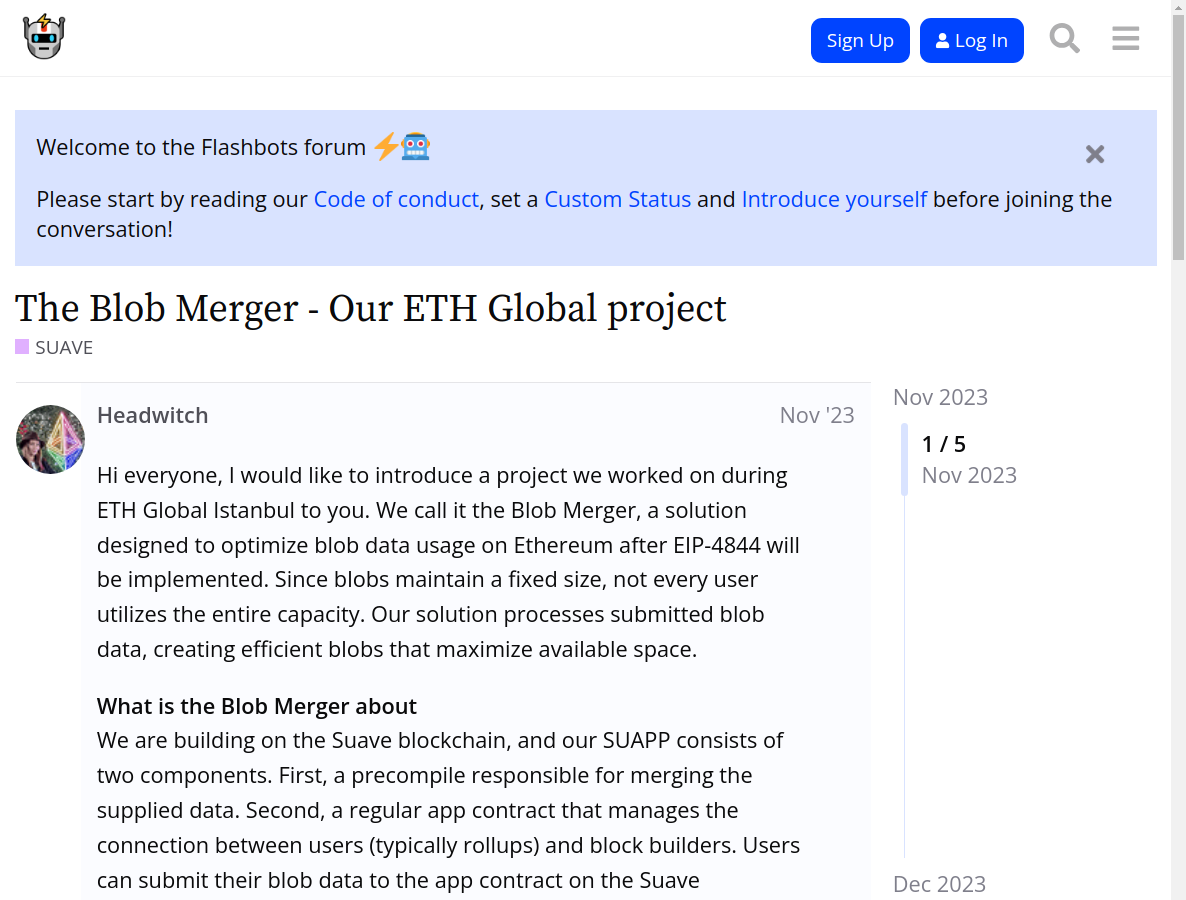 Sign Up
Log In
Welcome to the Flashbots forum
Please start by reading our Code of conduct, set a Custom Status and Introduce yourself before joining the
conversation!
The Blob Merger - Our ETH Global project
SUAVE
Headwitch
Nov '23
Nov 2023
1 / 5
Nov 2023
Hi everyone, I would like to introduce a project we worked on during
ETH Global Istanbul to you. We call it the Blob Merger, a solution
designed to optimize blob data usage on Ethereum after EIP-4844 will
be implemented. Since blobs maintain a fixed size, not every user
utilizes the entire capacity. Our solution processes submitted blob
data, creating efficient blobs that maximize available space.
What is the Blob Merger about
We are building on the Suave blockchain, and our SUAPP consists of
two components. First, a precompile responsible for merging the
supplied data. Second, a regular app contract that manages the
connection between users (typically rollups) and block builders. Users
can submit their blob data to the app contract on the Suave
Dec 2023